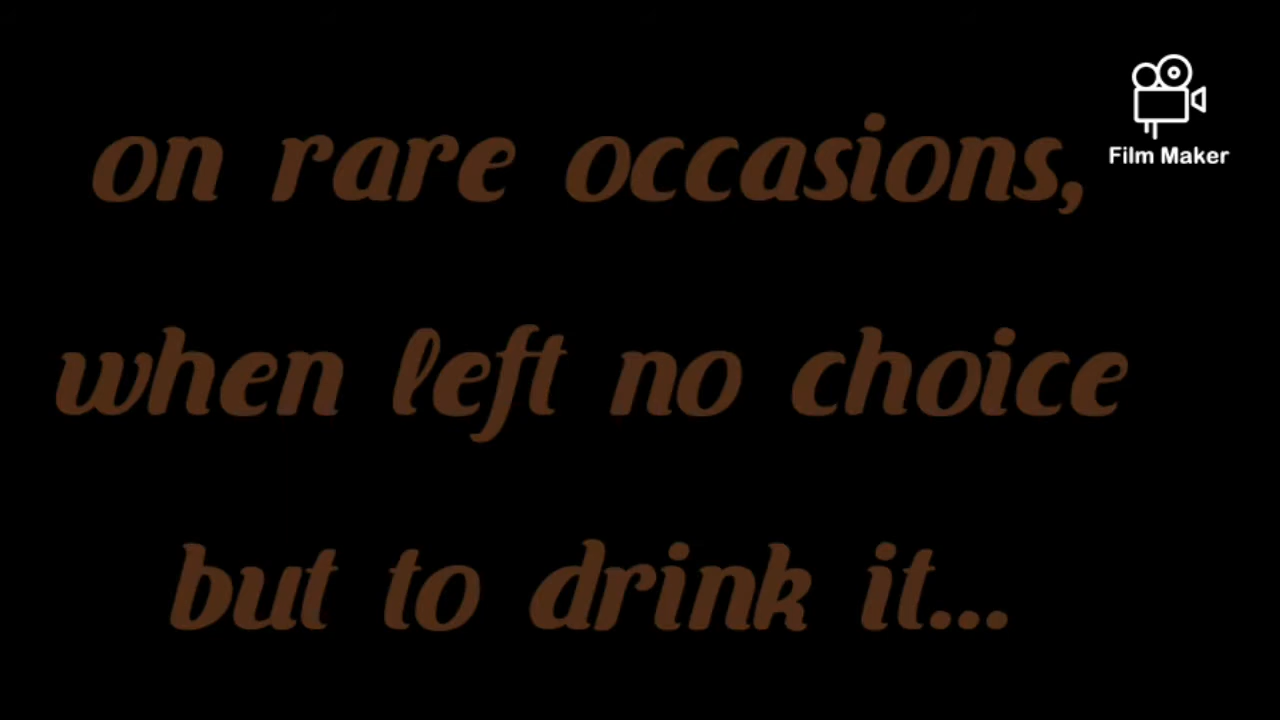 on rare occasions,
Film Maker
when left no choice
but to drink it...